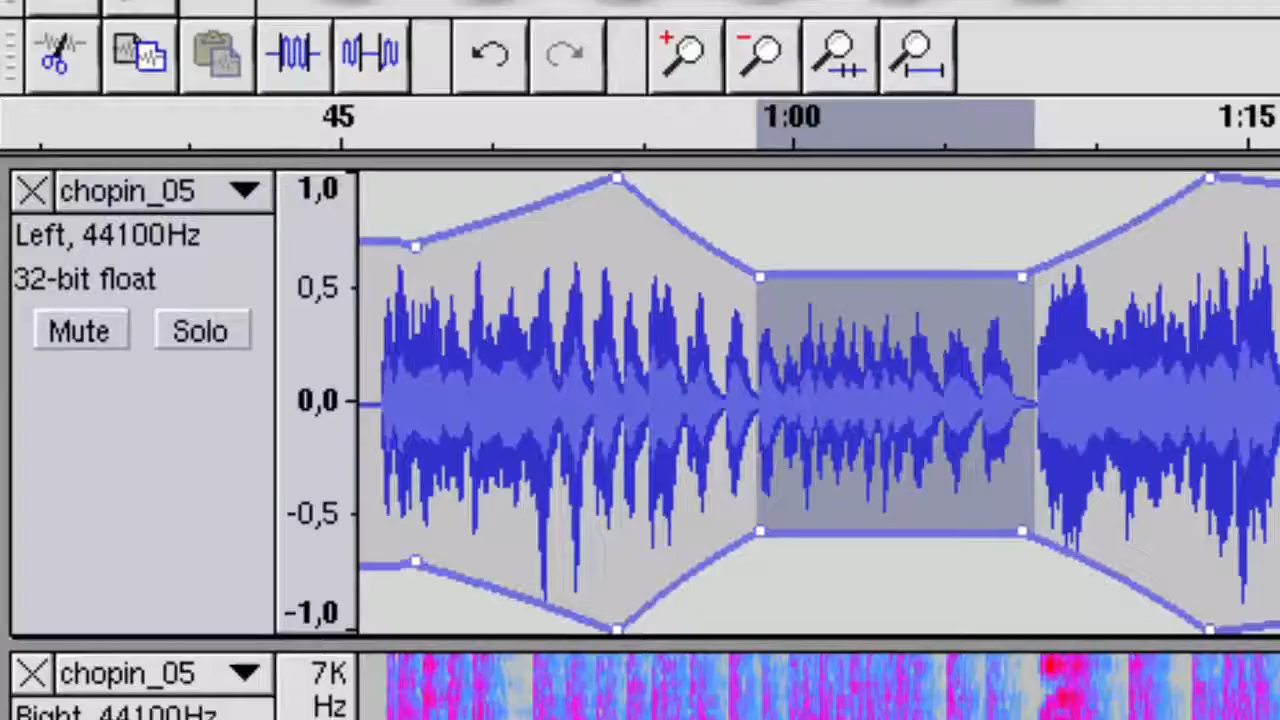 45 1:00 1:15
chopin_05
Left, 44100Hz
32-bit float
Mute Solo
1,0
0,5
0,0
-0,5
-1,0
chopin_05
Right, 44100Hz
7K
Hz